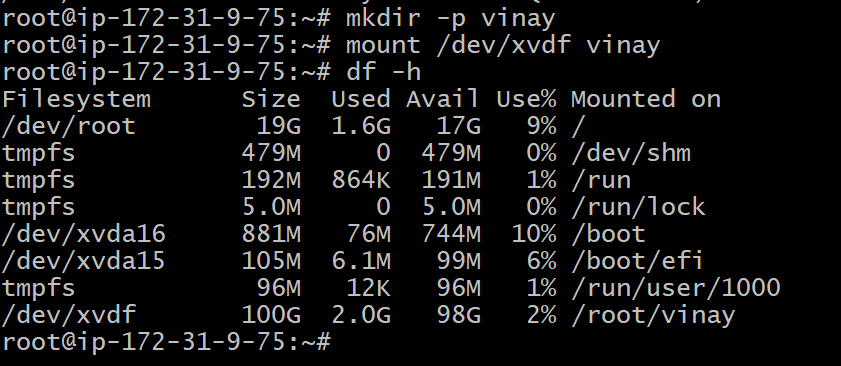 root@ip-172-31-9-75:~# mkdir -p vinay
root@ip-172-31-9-75:~# mount /dev/xvdf vinay
root@ip-172-31-9-75:~# df -h
Filesystem      Size  Used Avail Use% Mounted on
/dev/root        19G  1.6G   17G   9% /
tmpfs           479M     0  479M   0% /dev/shm
tmpfs           192M  864K  191M   1% /run
tmpfs           5.0M     0  5.0M   0% /run/lock
/dev/xvda16     881M   76M  744M  10% /boot
/dev/xvda15     105M  6.1M   99M   6% /boot/efi
tmpfs            96M   12K   96M   1% /run/user/1000
/dev/xvdf       100G  2.0G   98G   2% /root/vinay
root@ip-172-31-9-75:~#